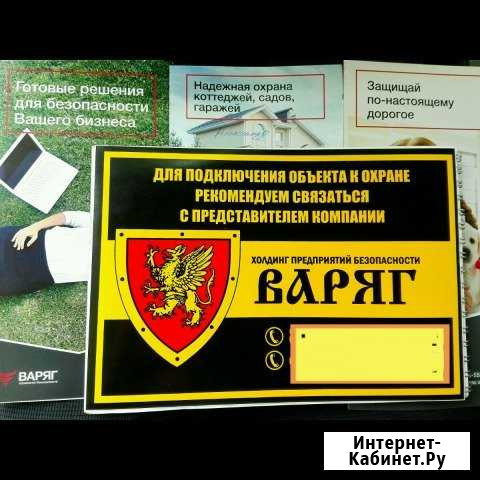 Готовые решения
для безопасности
Вашего бизнеса
Надежная охрана
коттеджей, садов,
гаражей
Защищай
по-настоящему
дорогое
ДЛЯ ПОДКЛЮЧЕНИЯ ОБЪЕКТА К ОХРАНЕ
РЕКОМЕНДУЕМ СВЯЗАТЬСЯ
С ПРЕДСТАВИТЕЛЕМ КОМПАНИИ
ХОЛДИНГ ПРЕДПРИЯТИЙ БЕЗОПАСНОСТИ
ВАРЯГ
ВАРЯГ
Интернет-
Кабинет.Ру